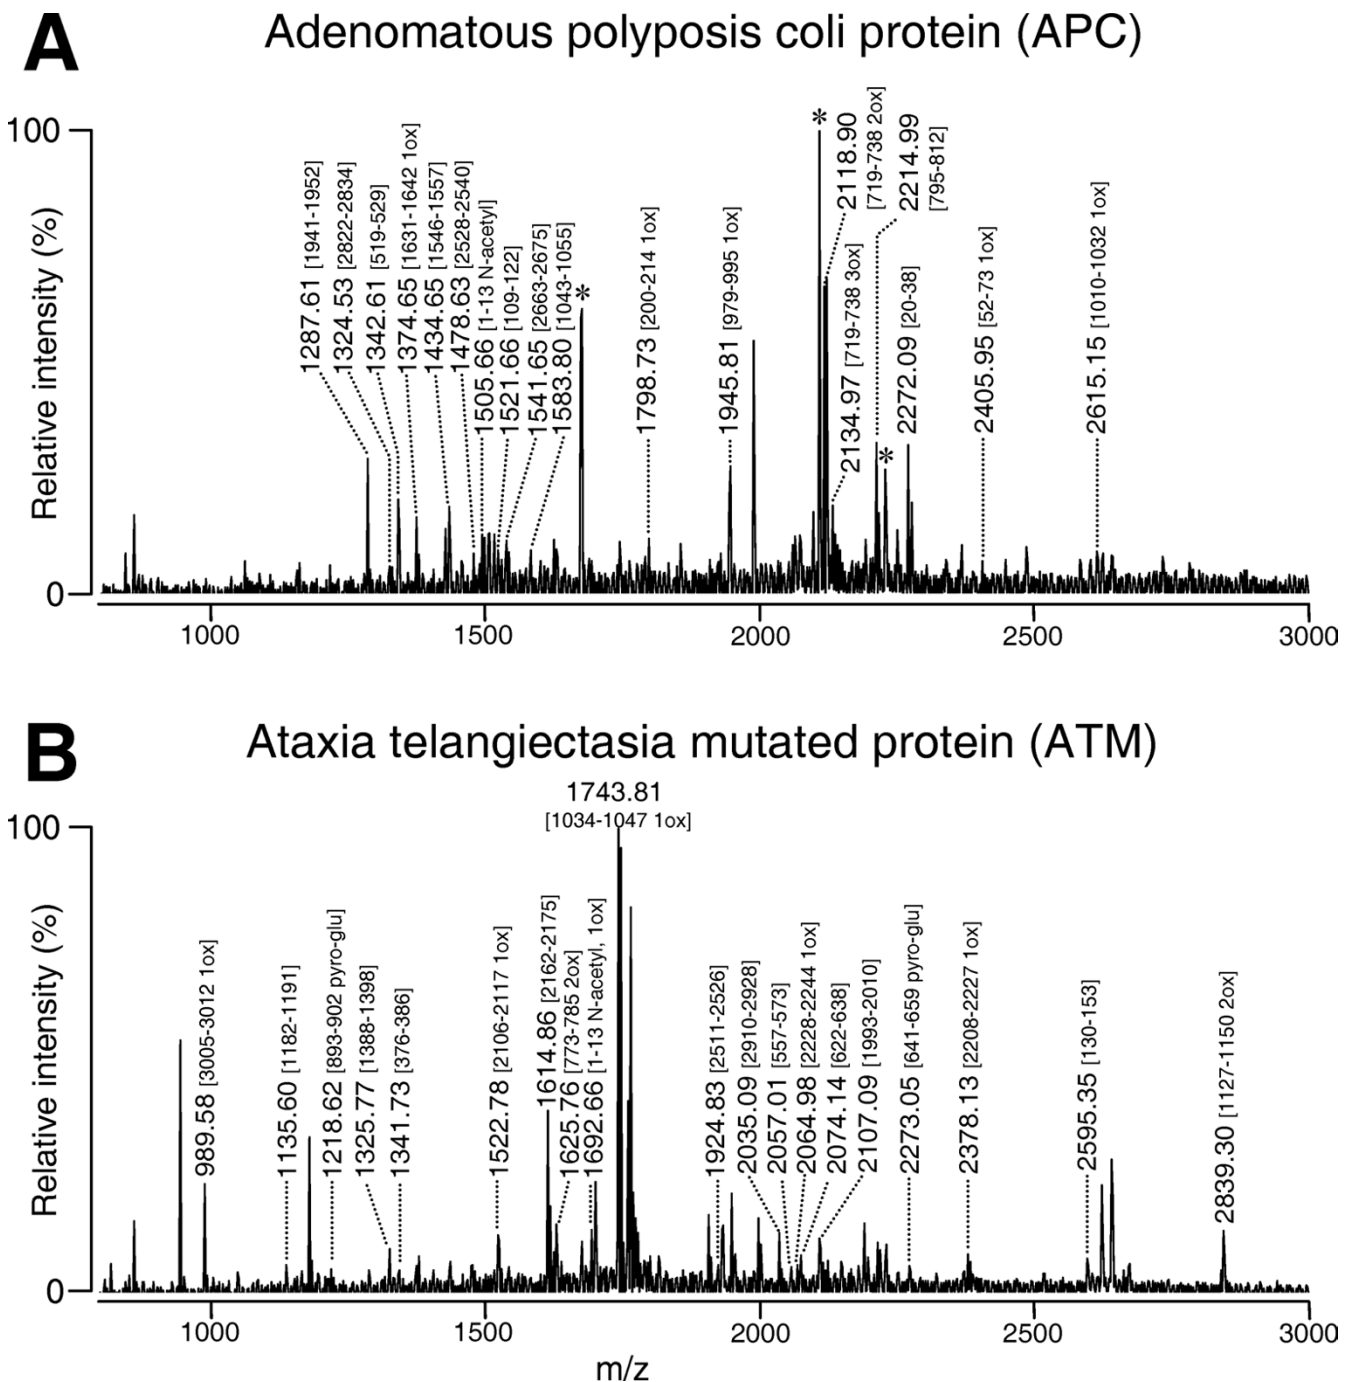 A
Adenomatous polyposis coli protein (APC)
100
0
Relative intensity (%)
1287.61 [1941-1952]
1324.53 [2822-2834]
1342.61 [519-529]
1374.65 [1631-1642 1ox]
1434.65 [1546-1557]
1478.63 [2528-2540]
1505.66 [1-13 N-acetyl]
1521.66 [109-122]
1541.65 [2663-2675]
1583.80 [1043-1055]
*
1798.73 [200-214 1ox]
1945.81 [979-995 1ox]
*
2118.90
[719-738 2ox]
2134.97 [719-738 3ox]
2214.99
[795-812]
*
2272.09 [20-38]
2405.95 [52-73 1ox]
2615.15 [1010-1032 1ox]
1000
1500
2000
2500
3000
B
Ataxia telangiectasia mutated protein (ATM)
100
0
Relative intensity (%)
989.58 [3005-3012 1ox]
1135.60 [1182-1191]
1218.62 [893-902 pyro-glu]
1325.77 [1388-1398]
1341.73 [376-386]
1522.78 [2106-2117 1ox]
1614.86 [2162-2175]
1625.76 [773-785 2ox]
1692.66 [1-13 N-acetyl, 1ox]
1743.81
[1034-1047 1ox]
1924.83 [2511-2526]
2035.09 [2910-2928]
2057.01 [557-573]
2064.98 [2228-2244 1ox]
2074.14 [622-638]
2107.09 [1993-2010]
2273.05 [641-659 pyro-glu]
2378.13 [2208-2227 1ox]
2595.35 [130-153]
2839.30 [1127-1150 2ox]
1000
1500
2000
2500
3000
m/z